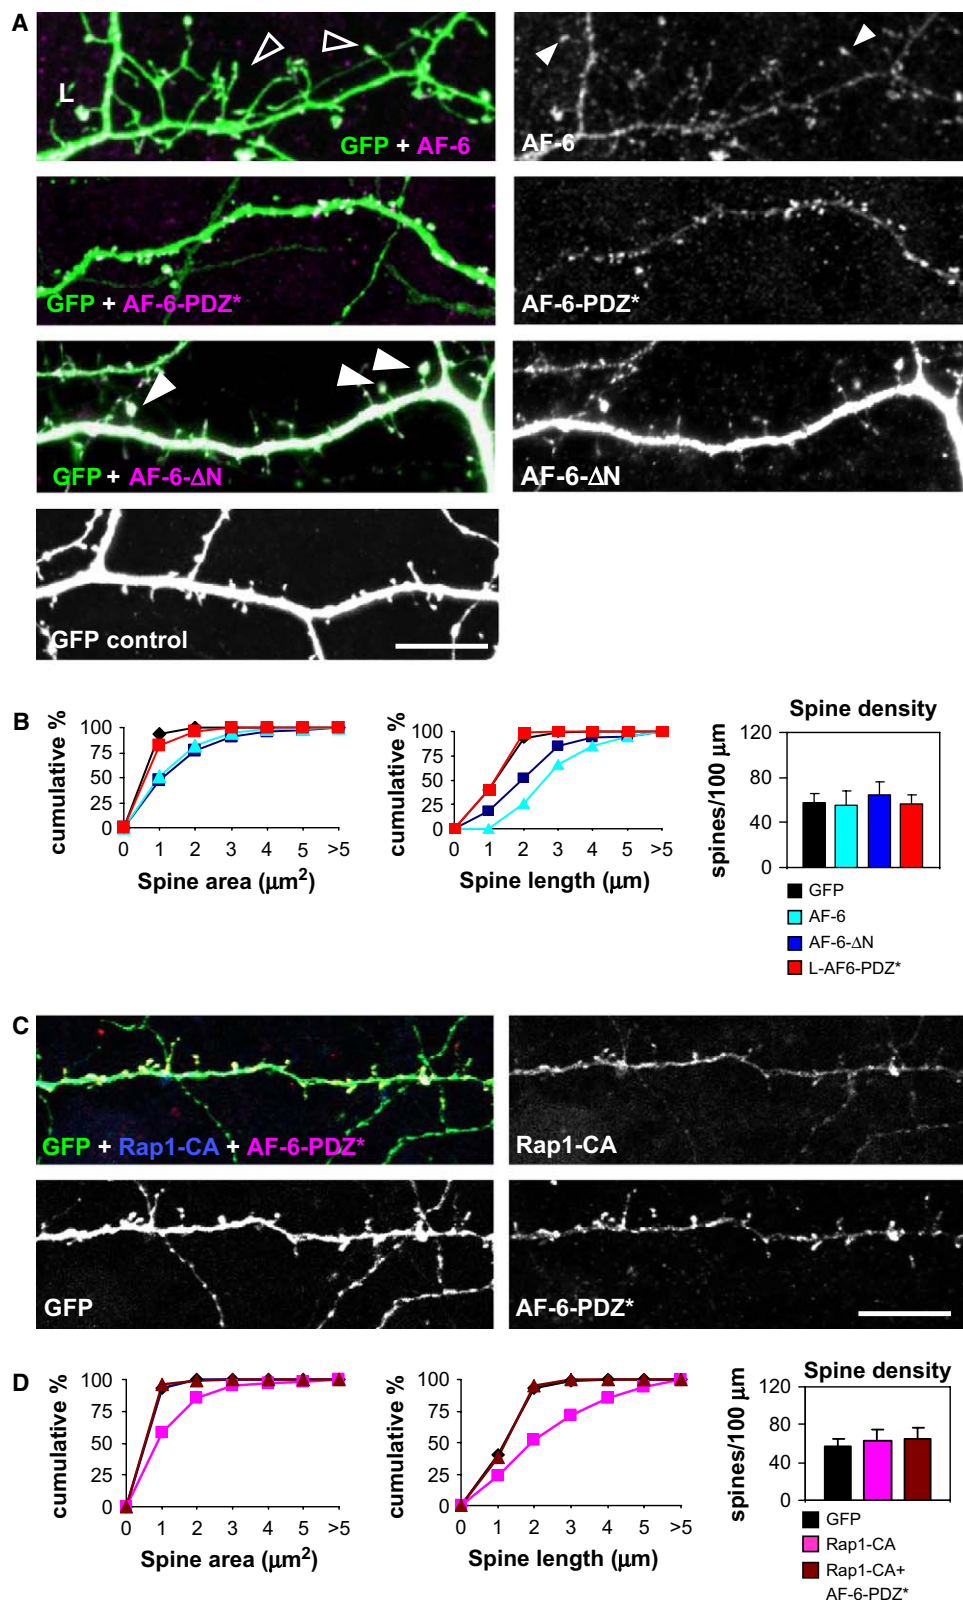 A
L
GFP + AF-6
AF-6
GFP + AF-6-PDZ*
AF-6-PDZ*
GFP + AF-6-ΔN
AF-6-ΔN
GFP control
B
cumulative %
100
75
50
25
0
0 1 2 3 4 5 >5
Spine area (μm²)
cumulative %
100
75
50
25
0
0 1 2 3 4 5 >5
Spine length (μm)
Spine density
spines/100 μm
120
80
40
0
GFP
AF-6
AF-6-ΔN
L-AF6-PDZ*
C
GFP + Rap1-CA + AF-6-PDZ*
Rap1-CA
GFP
AF-6-PDZ*
D
cumulative %
100
75
50
25
0
0 1 2 3 4 5 >5
Spine area (μm²)
cumulative %
100
75
50
25
0
0 1 2 3 4 5 >5
Spine length (μm)
Spine density
spines/100 μm
120
80
40
0
GFP
Rap1-CA
Rap1-CA+
AF-6-PDZ*